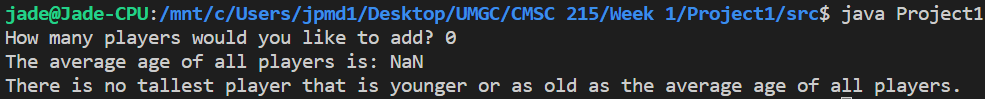 jade@Jade-CPU:/mnt/c/Users/jpmd1/Desktop/UMGC/CMSC 215/Week 1/Project1/src$ java Project1
How many players would you like to add? 0
The average age of all players is: NaN
There is no tallest player that is younger or as old as the average age of all players.